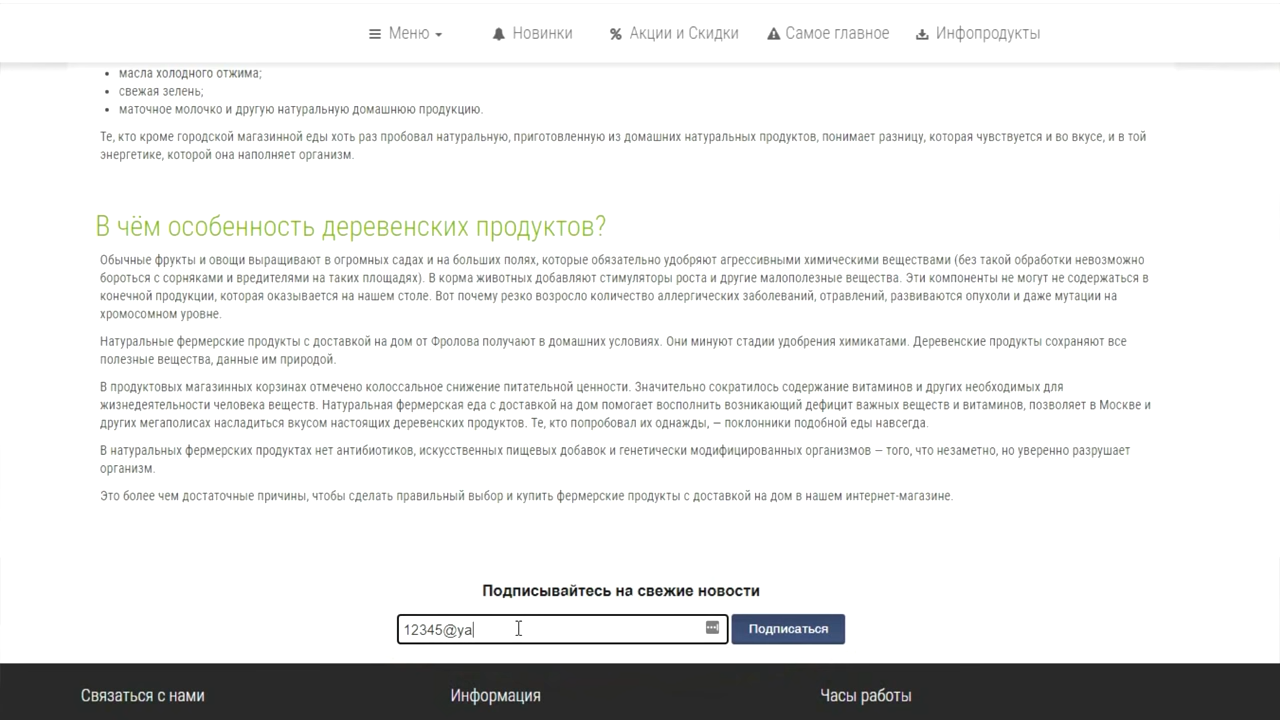 Меню Новинки Акции и Скидки Самое главное Инфопродукты
масла холодного отжима;
свежая зелень;
маточное молочко и другую натуральную домашнюю продукцию.
Те, кто кроме городской магазинной еды хоть раз пробовал натуральную, приготовленную из домашних натуральных продуктов, понимает разницу, которая чувствуется и во вкусе, и в той
энергетике, которой она наполняет организм.
В чём особенность деревенских продуктов?
Обычные фрукты и овощи выращивают в огромных садах и на больших полях, которые обязательно удобряют агрессивными химическими веществами (без такой обработки невозможно
бороться с сорняками и вредителями на таких площадях). В корма животных добавляют стимуляторы роста и другие малополезные вещества. Эти компоненты не могут не содержаться в
конечной продукции, которая оказывается на нашем столе. Вот почему резко возросло количество аллергических заболеваний, отравлений, развиваются опухоли и даже мутации на
хромосомном уровне.
Натуральные фермерские продукты с доставкой на дом от Фролова получают в домашних условиях. Они минуют стадии удобрения химикатами. Деревенские продукты сохраняют все
полезные вещества, данные им природой.
В продуктовых магазинных корзинах отмечено колоссальное снижение питательной ценности. Значительно сократилось содержание витаминов и других необходимых для
жизнедеятельности человека веществ. Натуральная фермерская еда с доставкой на дом помогает восполнить возникающий дефицит важных веществ и витаминов, позволяет в Москве и
других мегаполисах насладиться вкусом настоящих деревенских продуктов. Те, кто попробовал их однажды, – поклонники подобной еды навсегда.
В натуральных фермерских продуктах нет антибиотиков, искусственных пищевых добавок и генетически модифицированных организмов – того, что незаметно, но уверенно разрушает
организм.
Это более чем достаточные причины, чтобы сделать правильный выбор и купить фермерские продукты с доставкой на дом в нашем интернет-магазине.
Подписывайтесь на свежие новости
12345@ya Подписаться
Связаться с нами Информация Часы работы